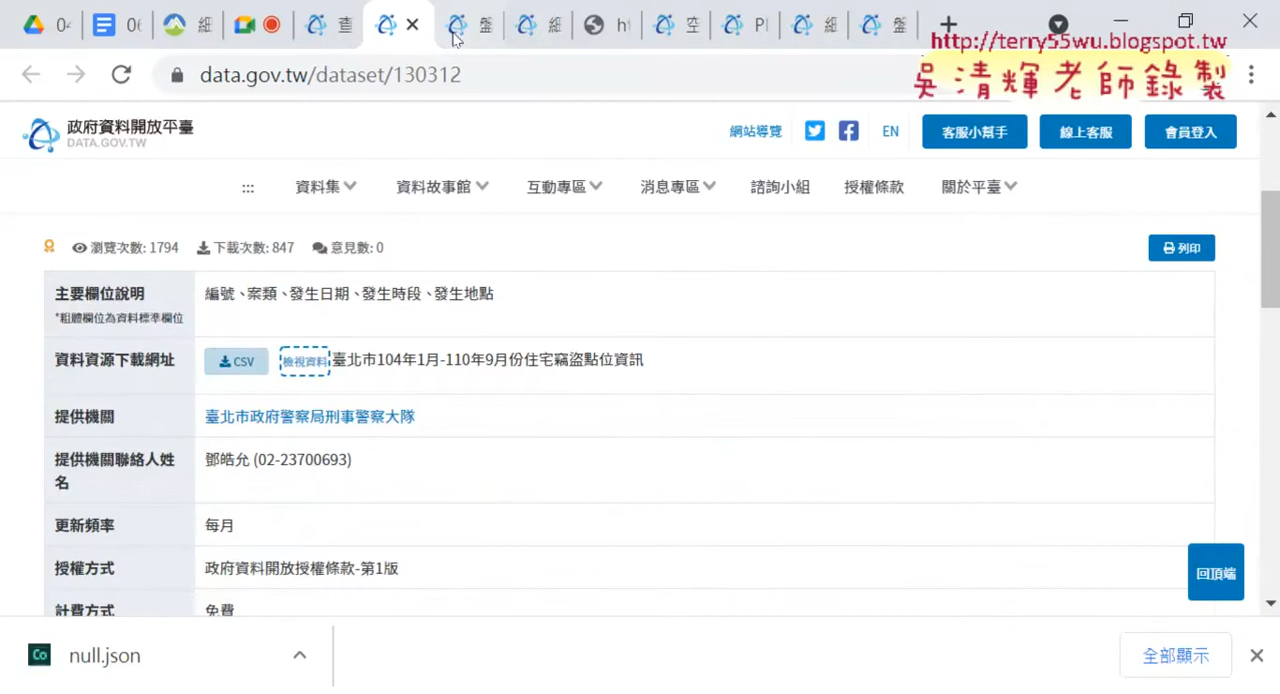 04
06
細
查
盤
細
ht
空
PI
細
盤
http://terry55wu.blogspot.tw
data.gov.tw/dataset/130312
吳清輝老師錄製
政府資料開放平臺
DATA.GOV.TW
網站導覽
EN
客服小幫手
線上客服
會員登入
:::
資料集
資料故事館
互動專區
消息專區
諮詢小組
授權條款
關於平臺
瀏覽次數: 1794
下載次數: 847
意見數: 0
列印
主要欄位說明
*粗體欄位為資料標準欄位
編號、案類、發生日期、發生時段、發生地點
資料資源下載網址
CSV
檢視資料
臺北市104年1月-110年9月份住宅竊盜點位資訊
提供機關
臺北市政府警察局刑事警察大隊
提供機關聯絡人姓
名
鄧皓允 (02-23700693)
更新頻率
每月
授權方式
政府資料開放授權條款-第1版
回頂端
計費方式
免費
Co
null.json
全部顯示